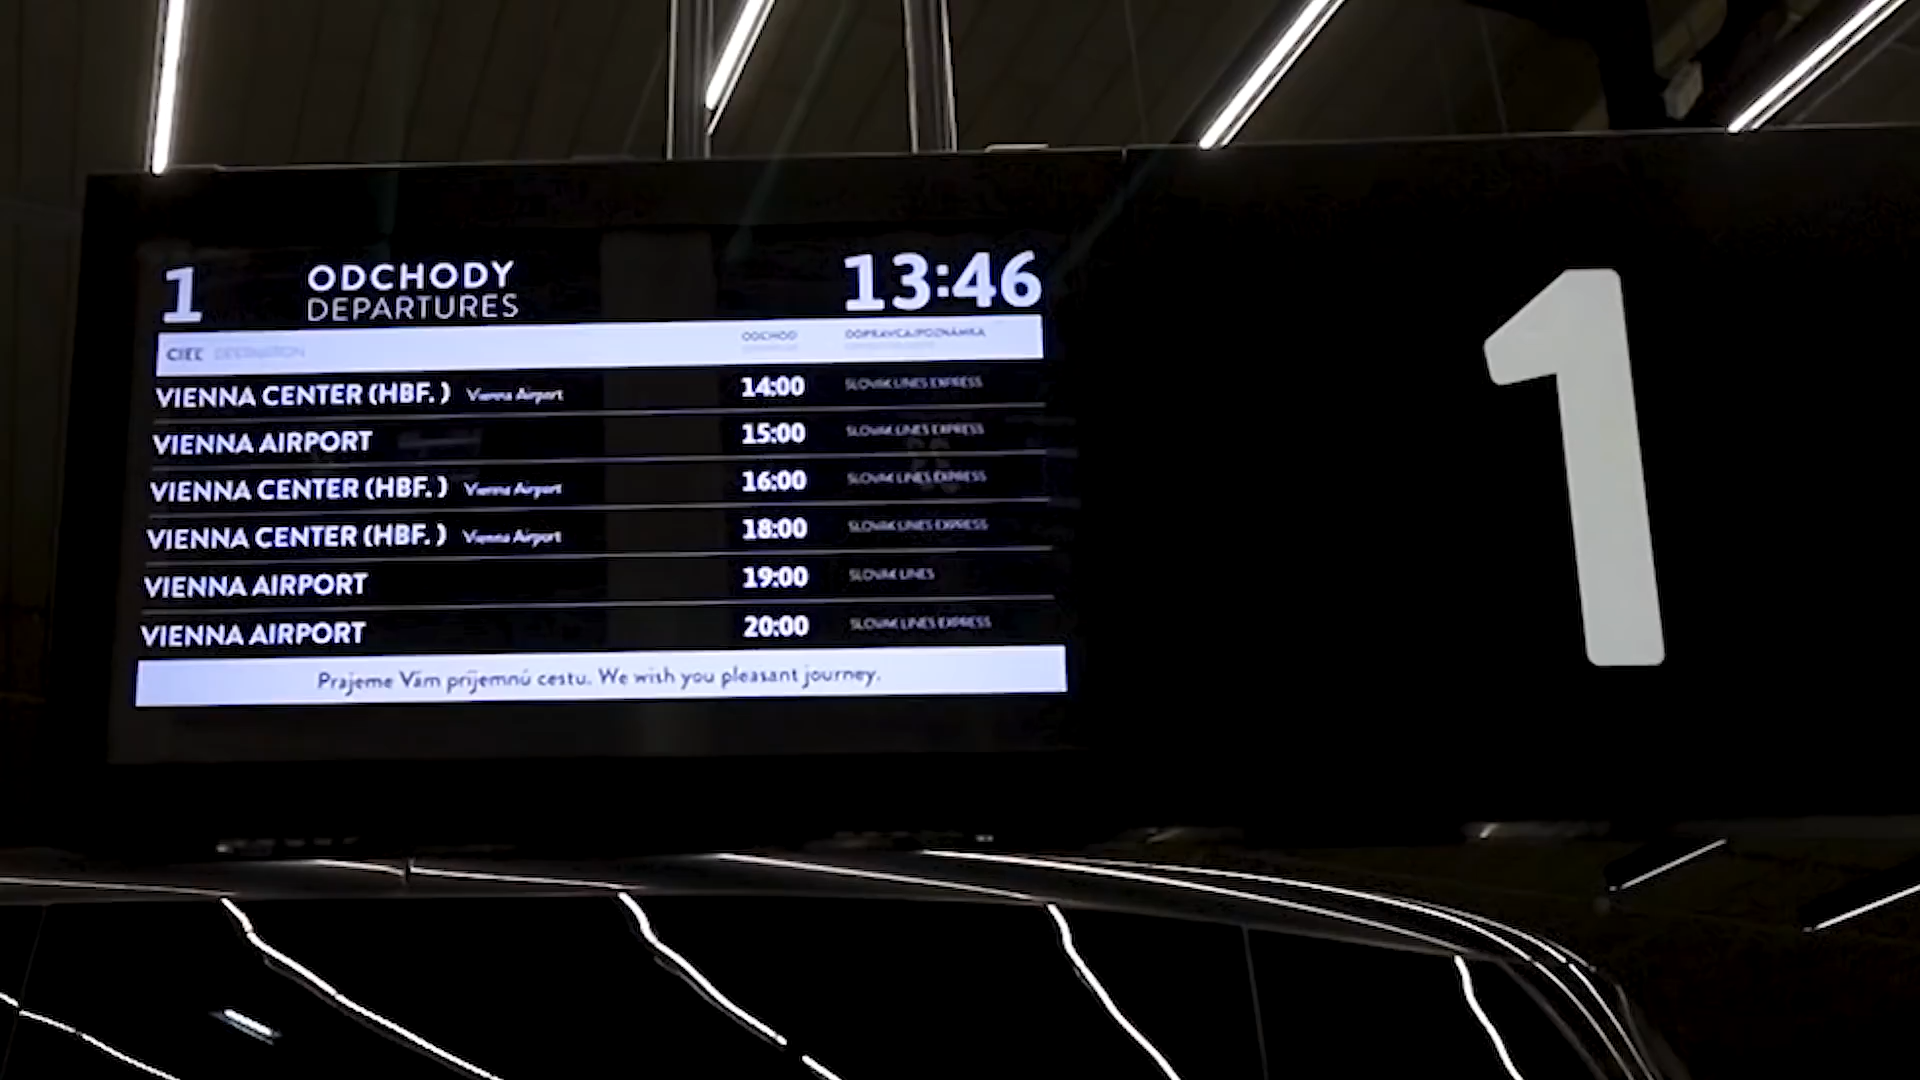 1 ODCHODY 13:46
DEPARTURES
CIEĽ DESTINATION ODCHOD DOPRAVCA/POZNÁMKA
VIENNA CENTER (HBF. ) Vienna Airport 14:00 SLOVAK LINES EXPRESS
VIENNA AIRPORT 15:00 SLOVAK LINES EXPRESS
VIENNA CENTER (HBF. ) Vienna Airport 16:00 SLOVAK LINES EXPRESS
VIENNA CENTER (HBF. ) Vienna Airport 18:00 SLOVAK LINES EXPRESS
VIENNA AIRPORT 19:00 SLOVAK LINES
VIENNA AIRPORT 20:00 SLOVAK LINES EXPRESS
Prajeme Vám príjemnú cestu. We wish you pleasant journey.
1